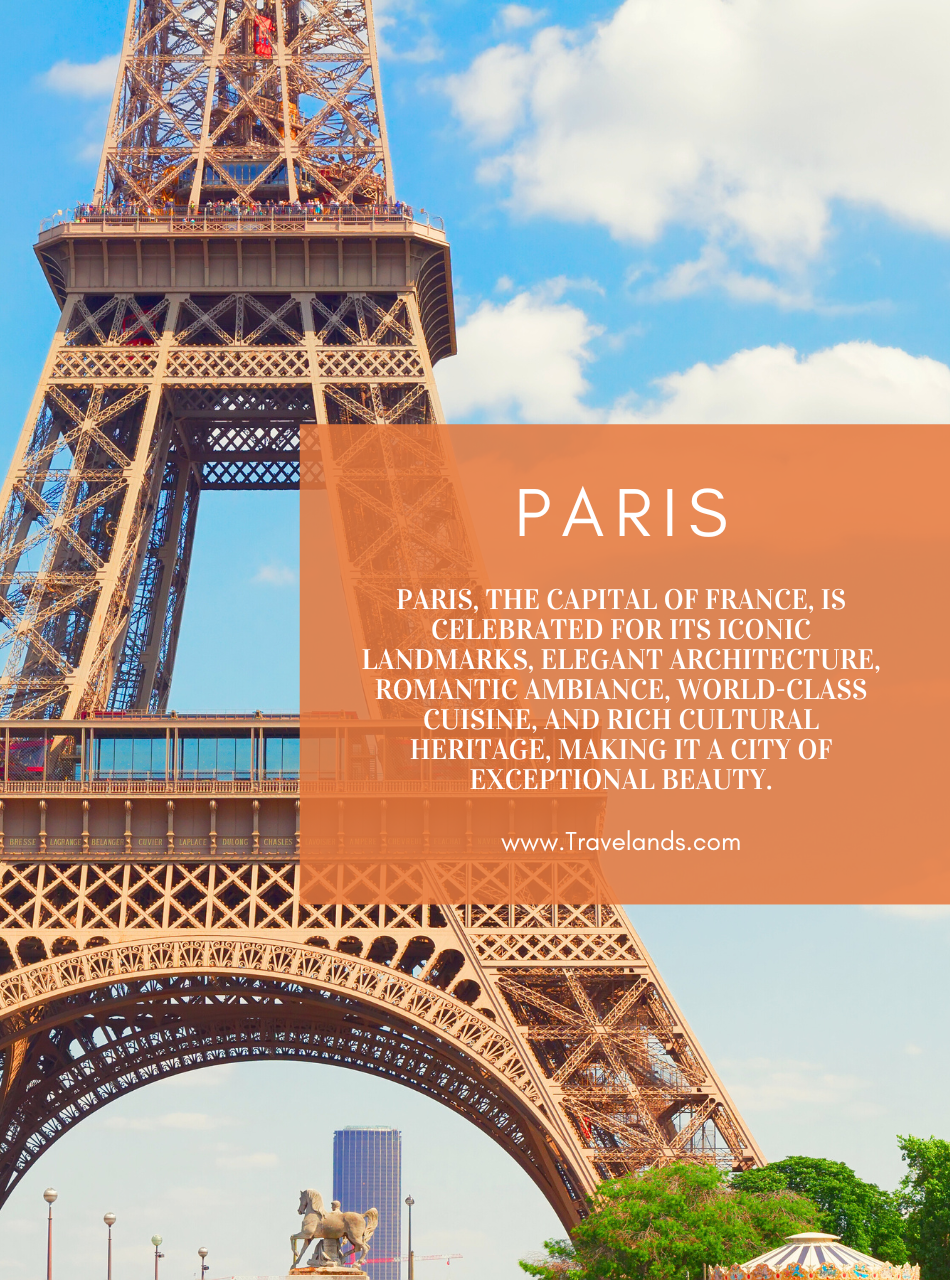 PARIS
PARIS, THE CAPITAL OF FRANCE, IS
CELEBRATED FOR ITS ICONIC
LANDMARKS, ELEGANT ARCHITECTURE,
ROMANTIC AMBIANCE, WORLD-CLASS
CUISINE, AND RICH CULTURAL
HERITAGE, MAKING IT A CITY OF
EXCEPTIONAL BEAUTY.
www.Travelands.com
BRESSE LAGRANGE BELANGER CUVIER LAPLACE DULONG CHASLES